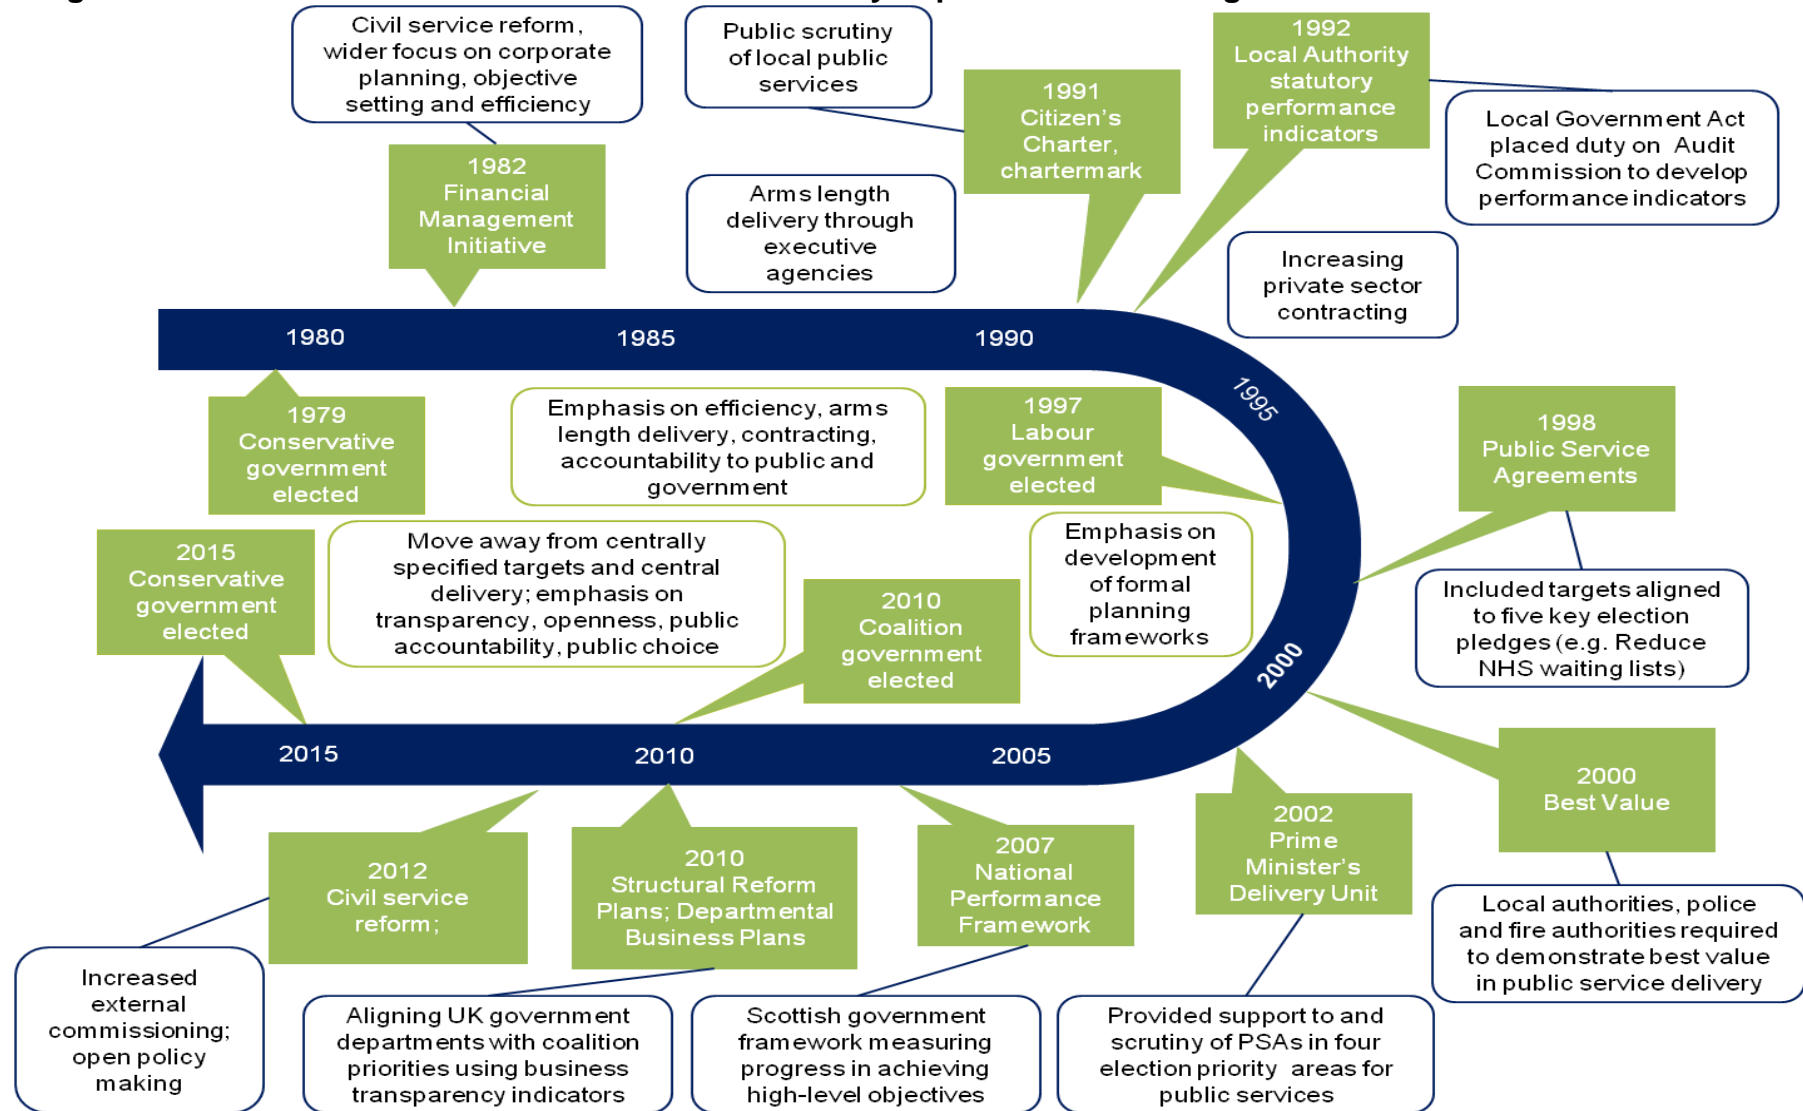 Civil service reform,
wider focus on corporate
planning, objective
setting and efficiency
Public scrutiny
of local public
services
1992
Local Authority
statutory
performance
indicators
1991
Citizen's
Charter,
chartermark
Local Government Act
placed duty on Audit
Commission to develop
performance indicators
1982
Financial
Management
Initiative
Arms length
delivery through
executive
agencies
Increasing
private sector
contracting
1980
1985
1990
1995
1979
Conservative
government
elected
Emphasis on efficiency, arms
length delivery, contracting,
accountability to public and
government
1997
Labour
government
elected
1998
Public Service
Agreements
2015
Conservative
government
elected
Move away from centrally
specified targets and central
delivery; emphasis on
transparency, openness, public
accountability, public choice
2010
Coalition
government
elected
Emphasis on
development
of formal
planning
frameworks
Included targets aligned
to five key election
pledges (e.g. Reduce
NHS waiting lists)
2000
2015
2010
2005
2000
Best Value
2012
Civil service
reform;
2010
Structural Reform
Plans; Departmental
Business Plans
2007
National
Performance
Framework
2002
Prime
Minister's
Delivery Unit
Local authorities, police
and fire authorities required
to demonstrate best value
in public service delivery
Increased
external
commissioning;
open policy
making
Aligning UK government
departments with coalition
priorities using business
transparency indicators
Scottish government
framework measuring
progress in achieving
high-level objectives
Provided support to and
scrutiny of PSAs in four
election priority areas for
public services